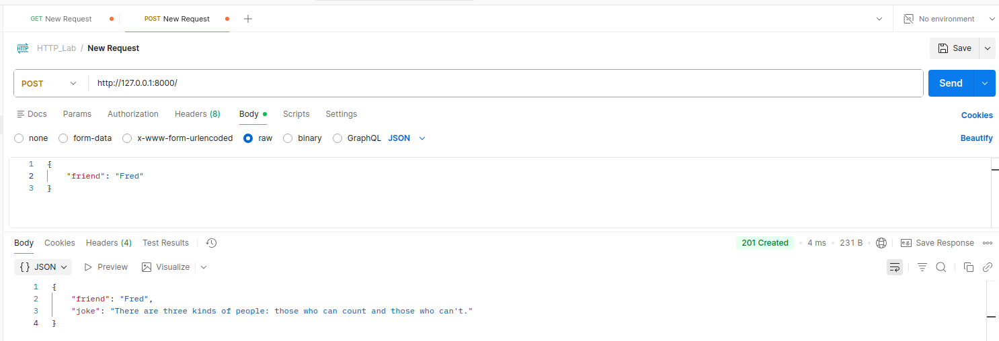 GET New Request POST New Request No environment
HTTP HTTP_Lab / New Request Save
POST http://127.0.0.1:8000/ Send
Docs Params Authorization Headers (8) Body Scripts Settings Cookies
none form-data x-www-form-urlencoded raw binary GraphQL JSON Beautify
1 {
2 "friend": "Fred"
3 }
Body Cookies Headers (4) Test Results 201 Created 4 ms 231 B e.g. Save Response
{} JSON Preview Visualize
1 {
2 "friend": "Fred",
3 "joke": "There are three kinds of people: those who can count and those who can't."
4 }